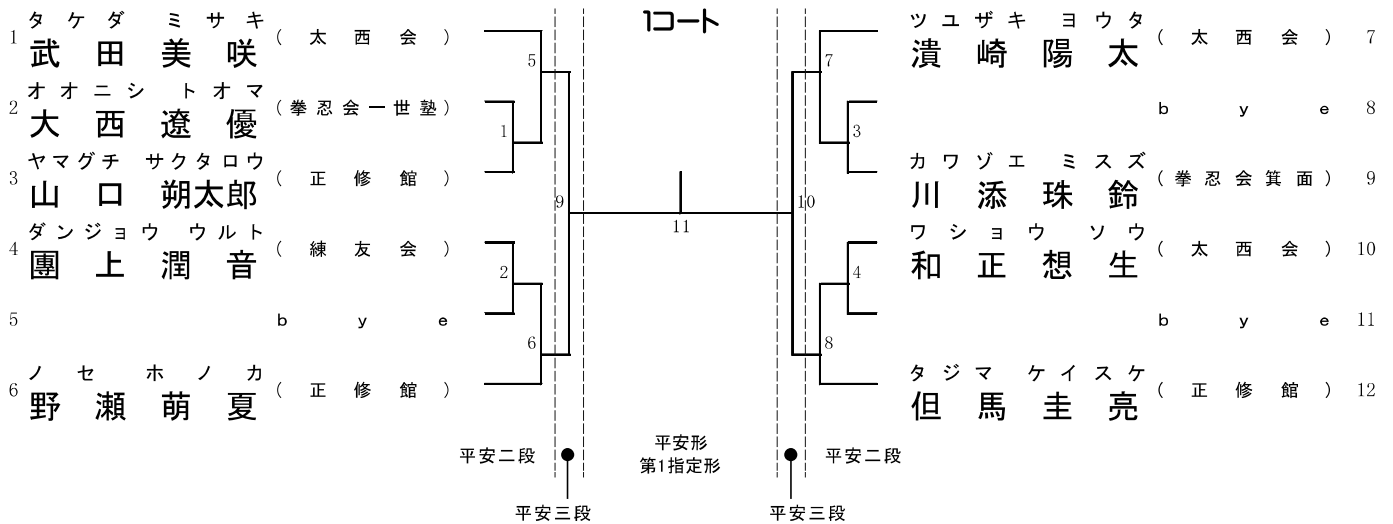 1コート
タケダ ミサキ
1 武田美咲 (太西会)
オオニシ トオマ
2 大西遼優 (拳忍会一世塾)
ヤマグチ サクタロウ
3 山口朔太郎 (正修館)
ダンジョウ ウルト
4 團上潤音 (練友会)
5 bye
ノセ ホノカ
6 野瀬萌夏 (正修館)
5
1
9
2
6
11
7
3
10
4
8
ツユザキ ヨウタ
潰崎陽太 (太西会) 7
bye 8
カワゾエ ミスズ
川添珠鈴 (拳忍会箕面) 9
ワショウ ソウ
和正想生 (太西会) 10
bye 11
タジマ ケイスケ
但馬圭亮 (正修館) 12
平安二段
平安形
第1指定形
平安二段
平安三段
平安三段